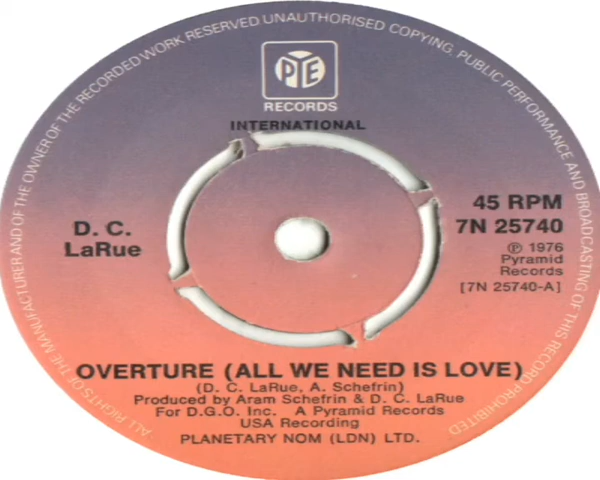 ALL RIGHTS OF THE MANUFACTURER AND OF THE OWNER OF THE RECORDED WORK RESERVED UNAUTHORISED COPYING, PUBLIC PERFORMANCE AND BROADCASTING OF THIS RECORD PROHIBITED
PYE
RECORDS
INTERNATIONAL
D. C.
LaRue
45 RPM
7N 25740
℗ 1976
Pyramid
Records
[7N 25740-A]
OVERTURE (ALL WE NEED IS LOVE)
(D. C. LaRue, A. Schefrin)
Produced by Aram Schefrin & D. C. LaRue
For D.G.O. Inc. A Pyramid Records
USA Recording
PLANETARY NOM (LDN) LTD.